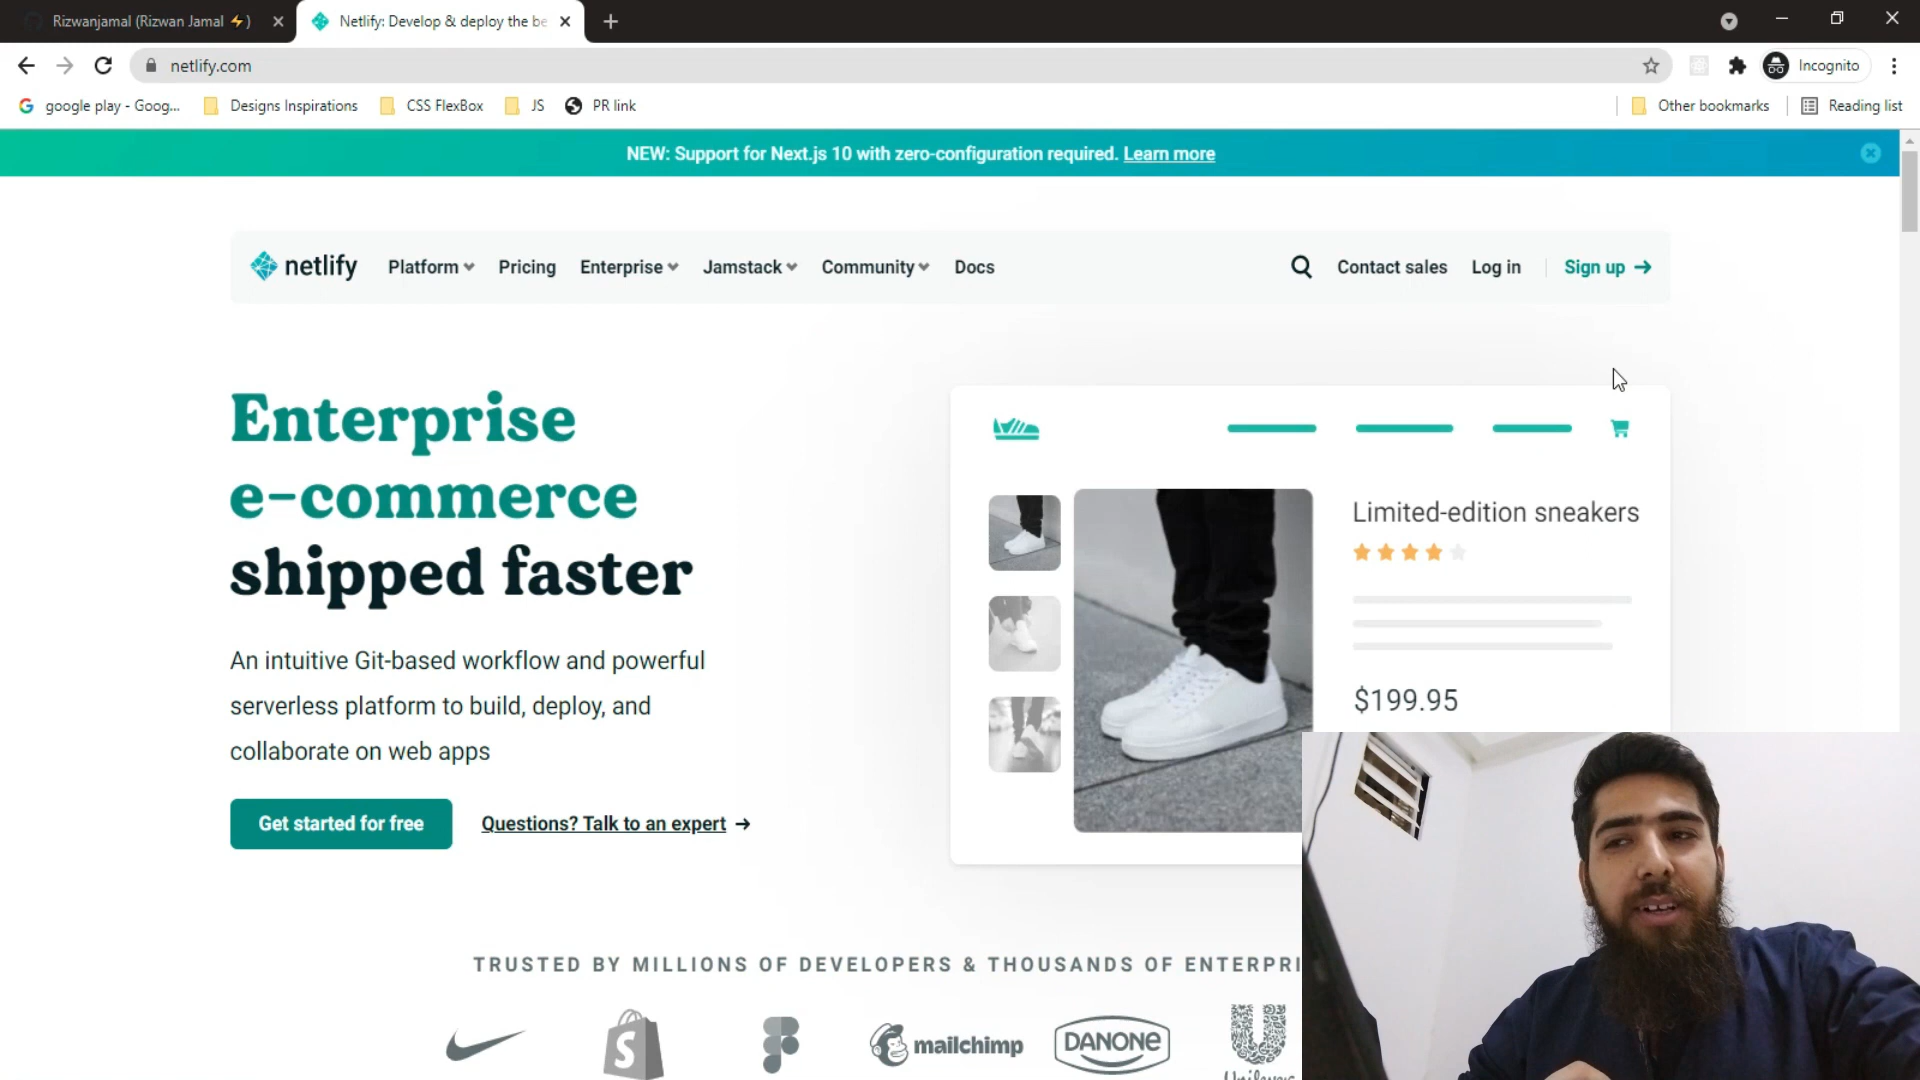 Rizwanjamal (Rizwan Jamal ⚡)
Netlify: Develop & deploy the be
netlify.com
Incognito
google play - Goog...
Designs Inspirations
CSS FlexBox
JS
PR link
Other bookmarks
Reading list
NEW: Support for Next.js 10 with zero-configuration required. Learn more
netlify
Platform
Pricing
Enterprise
Jamstack
Community
Docs
Contact sales
Log in
Sign up →
Enterprise
e-commerce
shipped faster
An intuitive Git-based workflow and powerful
serverless platform to build, deploy, and
collaborate on web apps
Get started for free
Questions? Talk to an expert →
Limited-edition sneakers
$199.95
TRUSTED BY MILLIONS OF DEVELOPERS & THOUSANDS OF ENTERPRI
mailchimp
DANONE
Unilever